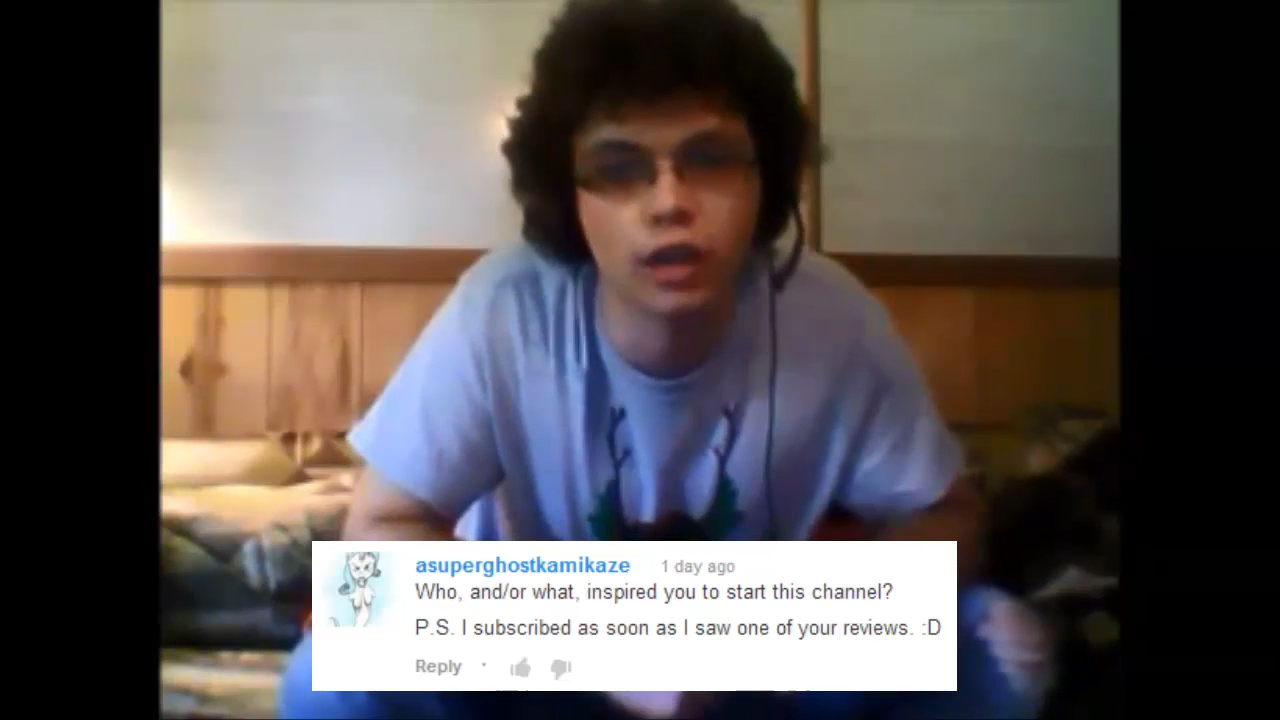 asuperghostkamikaze 1 day ago
Who, and/or what, inspired you to start this channel?
P.S. I subscribed as soon as I saw one of your reviews. :D
Reply ·